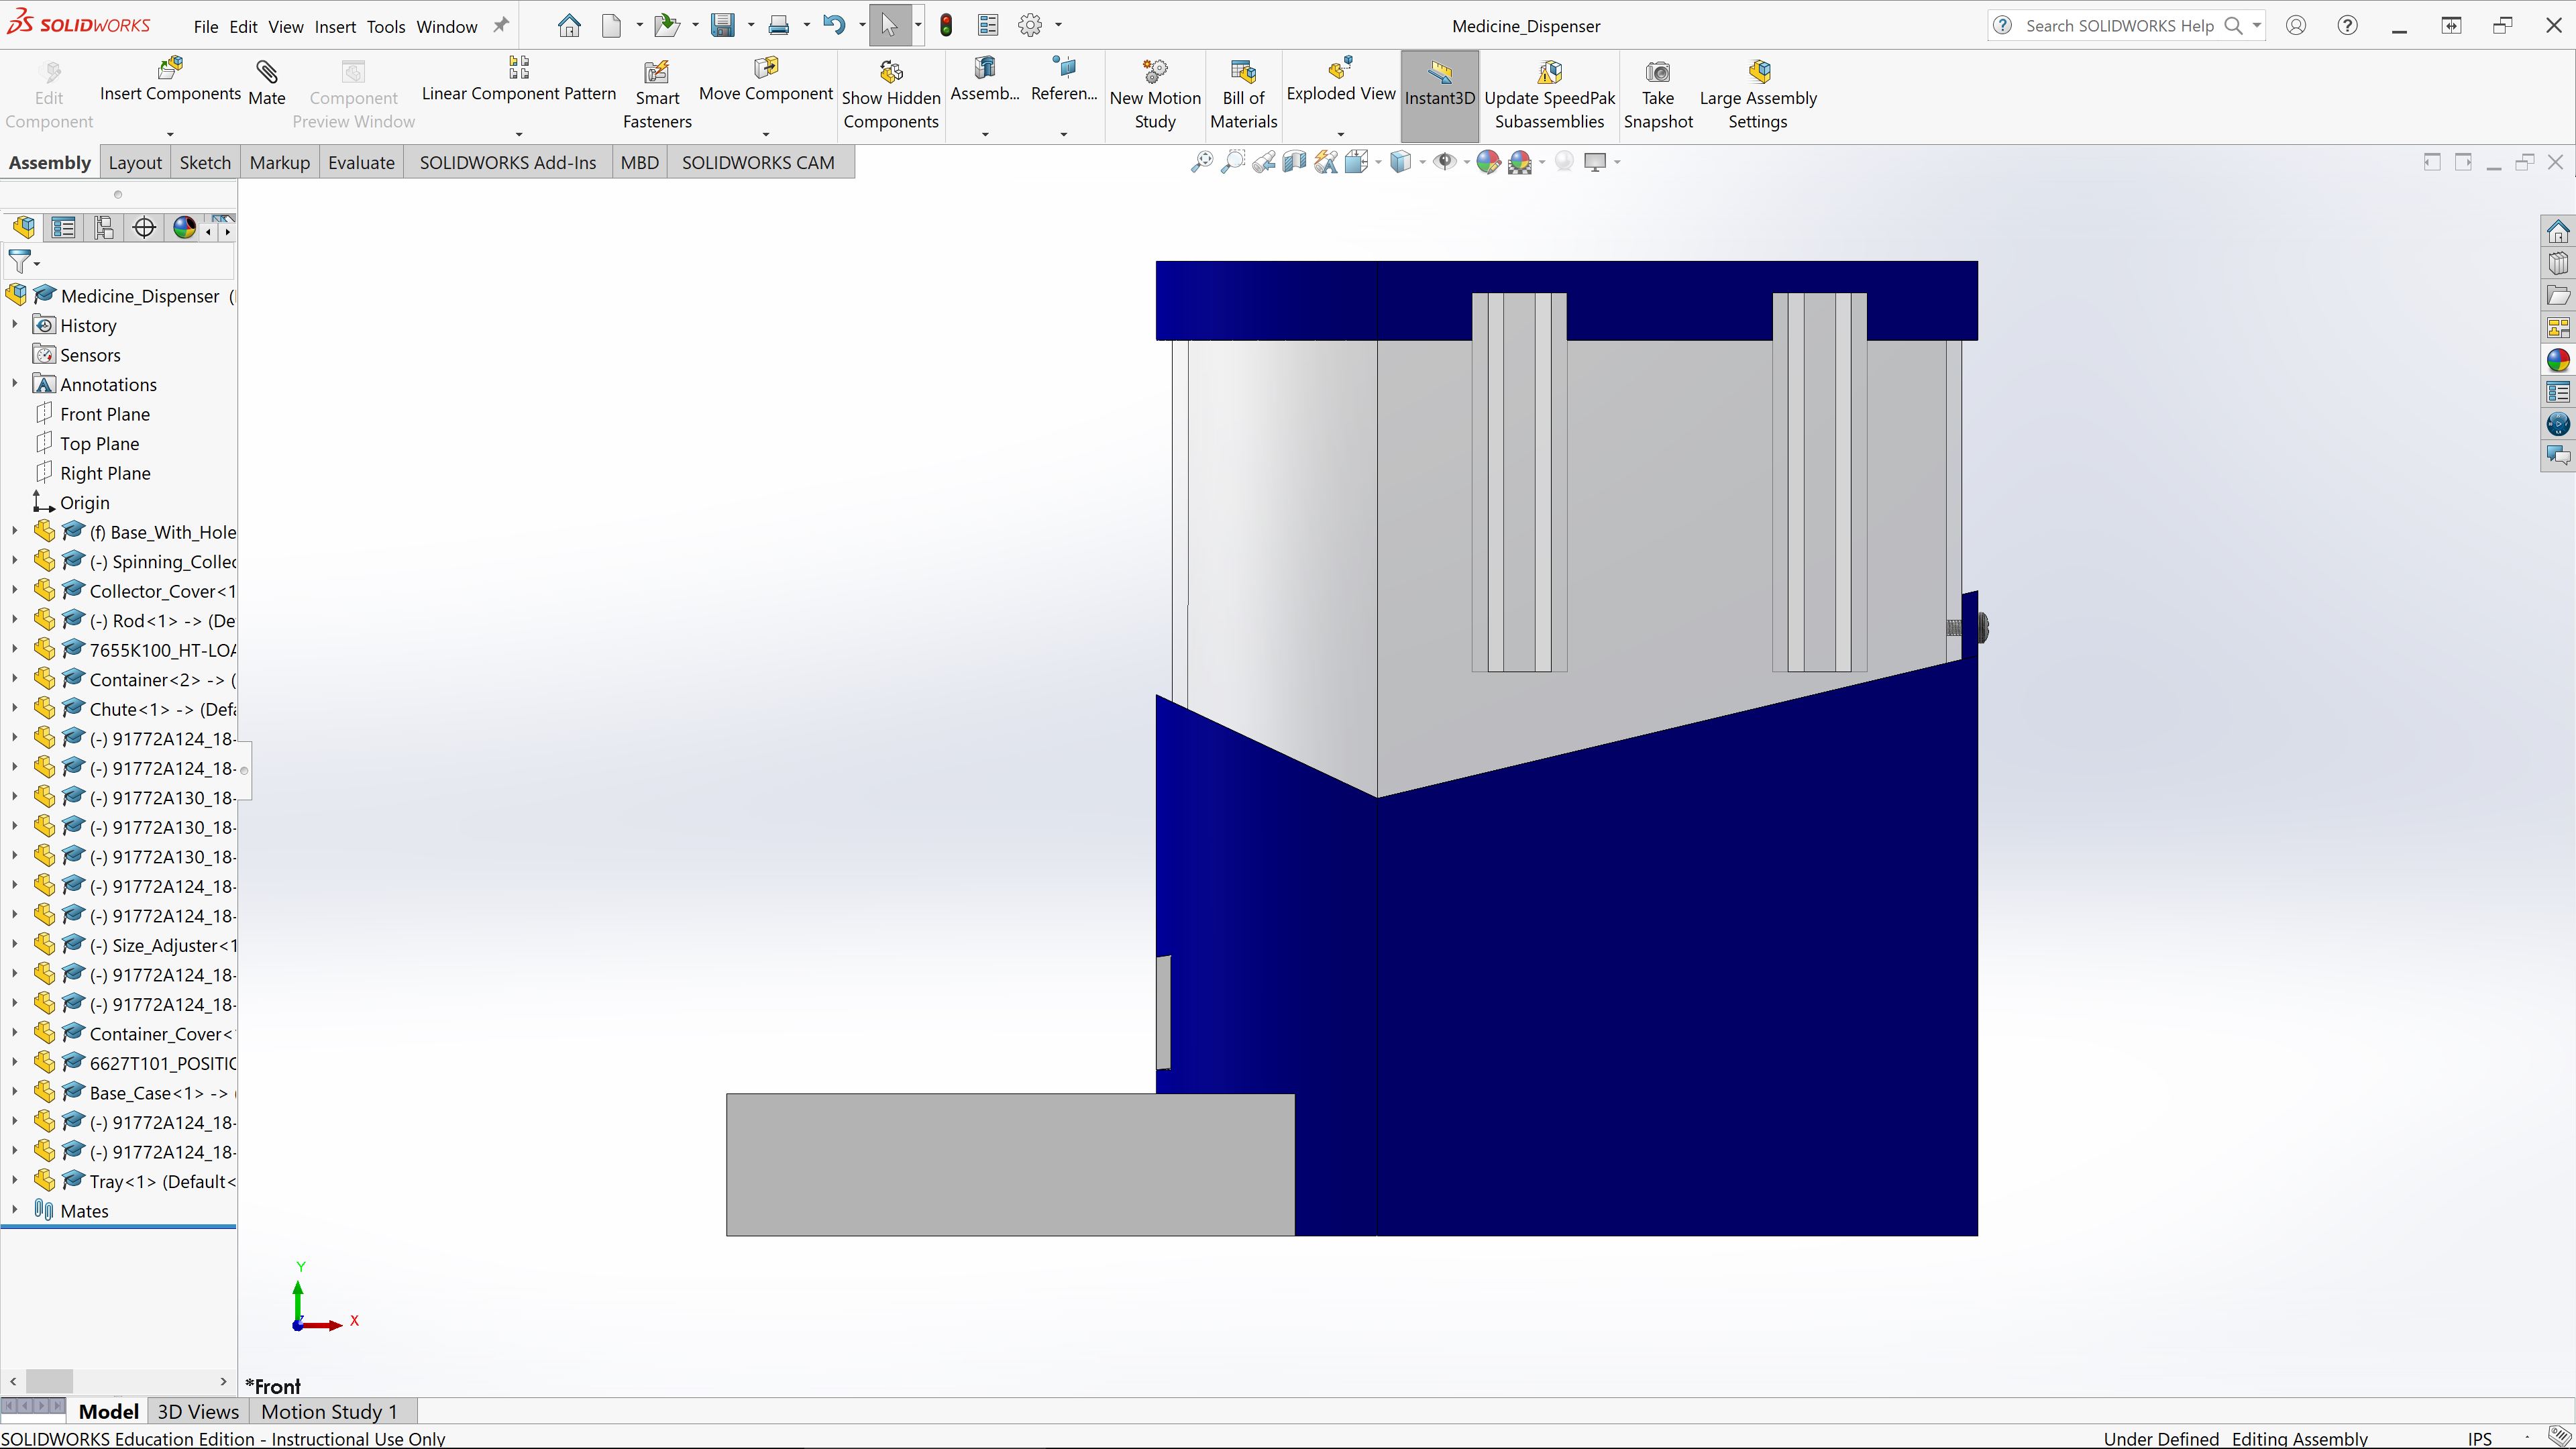 SOLIDWORKS
File Edit View Insert Tools Window
Medicine_Dispenser
Search SOLIDWORKS Help
Edit Component
Insert Components
Mate
Component Preview Window
Linear Component Pattern
Smart Fasteners
Move Component
Show Hidden Components
Assemb...
Referen...
New Motion Study
Bill of Materials
Exploded View
Instant3D
Update SpeedPak Subassemblies
Take Snapshot
Large Assembly Settings
Assembly Layout Sketch Markup Evaluate SOLIDWORKS Add-Ins MBD SOLIDWORKS CAM
Medicine_Dispenser (
History
Sensors
Annotations
Front Plane
Top Plane
Right Plane
Origin
(f) Base_With_Hole
(-) Spinning_Collec
Collector_Cover<1
(-) Rod<1> -> (De
7655K100_HT-LOA
Container<2> -> (
Chute<1> -> (Defa
(-) 91772A124_18-
(-) 91772A124_18-
(-) 91772A130_18-
(-) 91772A130_18-
(-) 91772A130_18-
(-) 91772A124_18-
(-) 91772A124_18-
(-) Size_Adjuster<1
(-) 91772A124_18-
(-) 91772A124_18-
Container_Cover<
6627T101_POSITIO
Base_Case<1> ->
(-) 91772A124_18-
(-) 91772A124_18-
Tray<1> (Default<
Mates
Y
X
*Front
Model 3D Views Motion Study 1
SOLIDWORKS Education Edition - Instructional Use Only
Under Defined Editing Assembly IPS